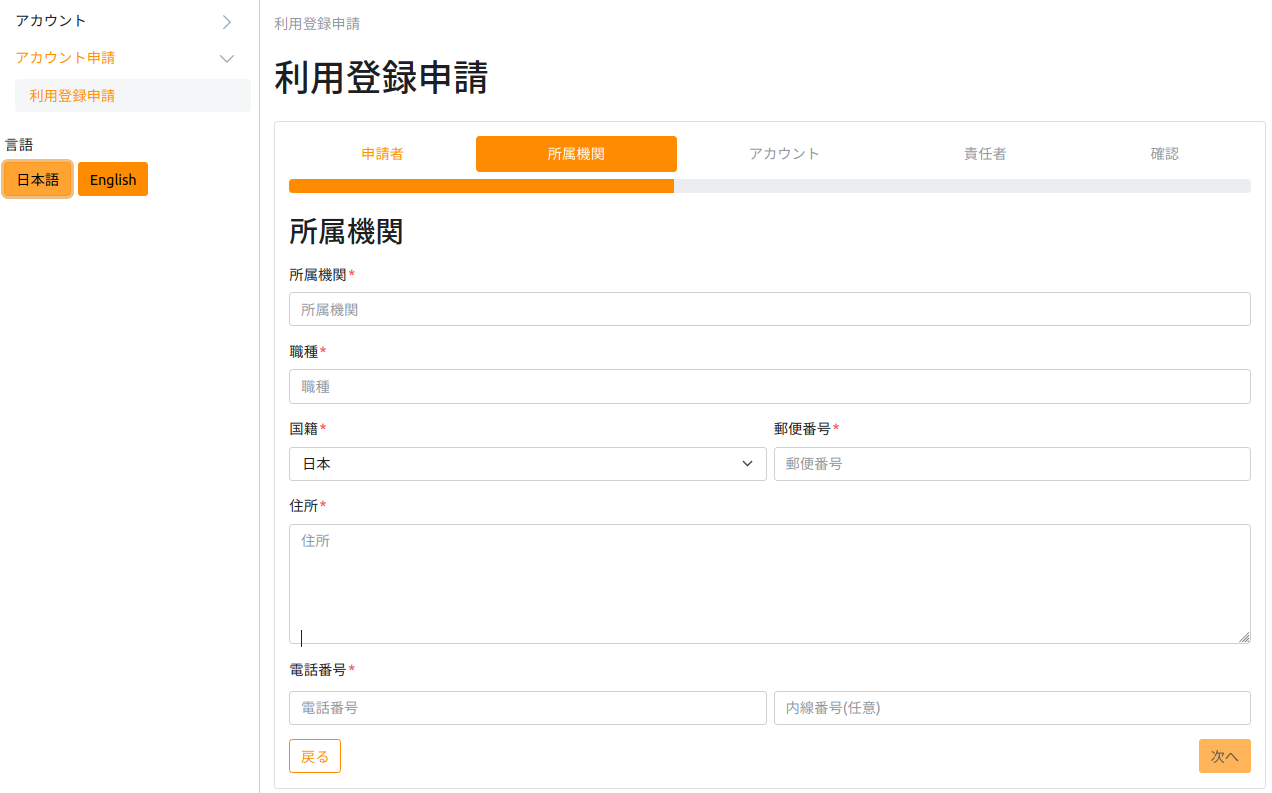 アカウント
アカウント申請
利用登録申請
言語
日本語 English
利用登録申請
利用登録申請
申請者 所属機関 アカウント 責任者 確認
所属機関
所属機関*
所属機関
職種*
職種
国籍* 郵便番号*
日本 郵便番号
住所*
住所
電話番号*
電話番号 内線番号(任意)
戻る 次へ